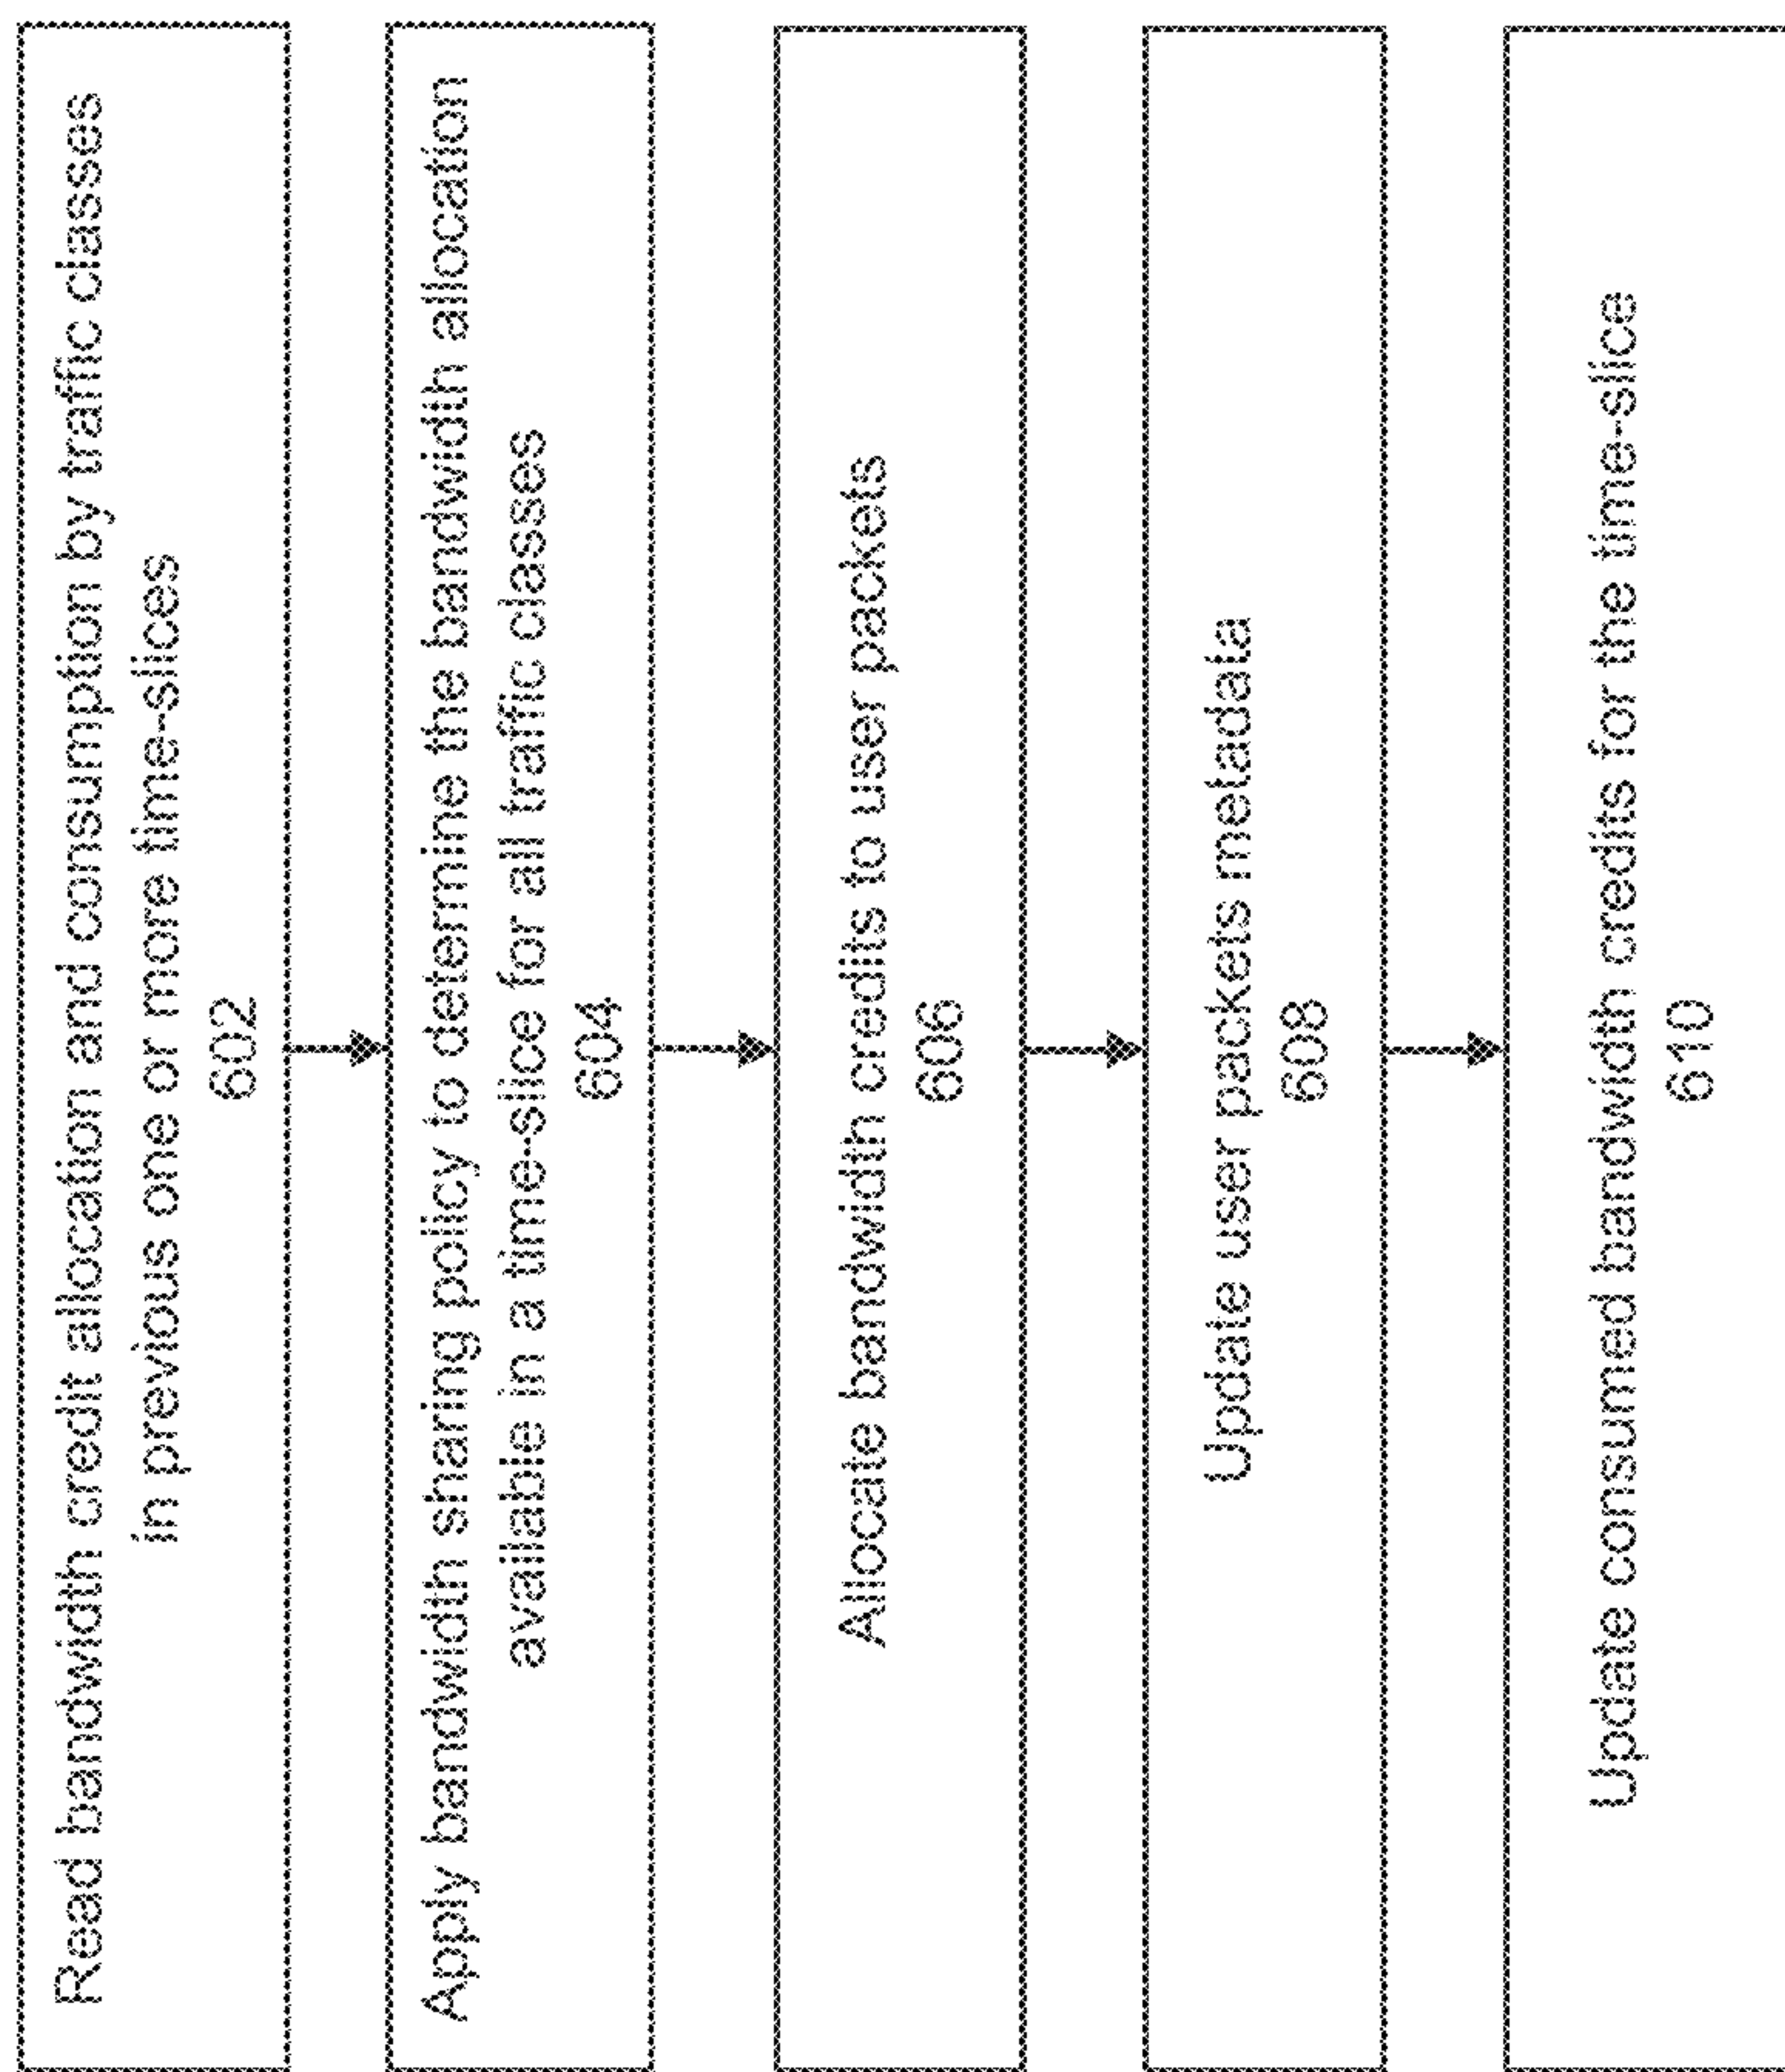 Read bandwidth credit allocation and consumption by traffic classes
in previous one or more time-slices
602
Apply bandwidth sharing policy to determine the bandwidth allocation
available in a time-slice for all traffic classes
604
Allocate bandwidth credits to user packets
606
Update user packets metadata
608
Update consumed bandwidth credits for the time-slice
610